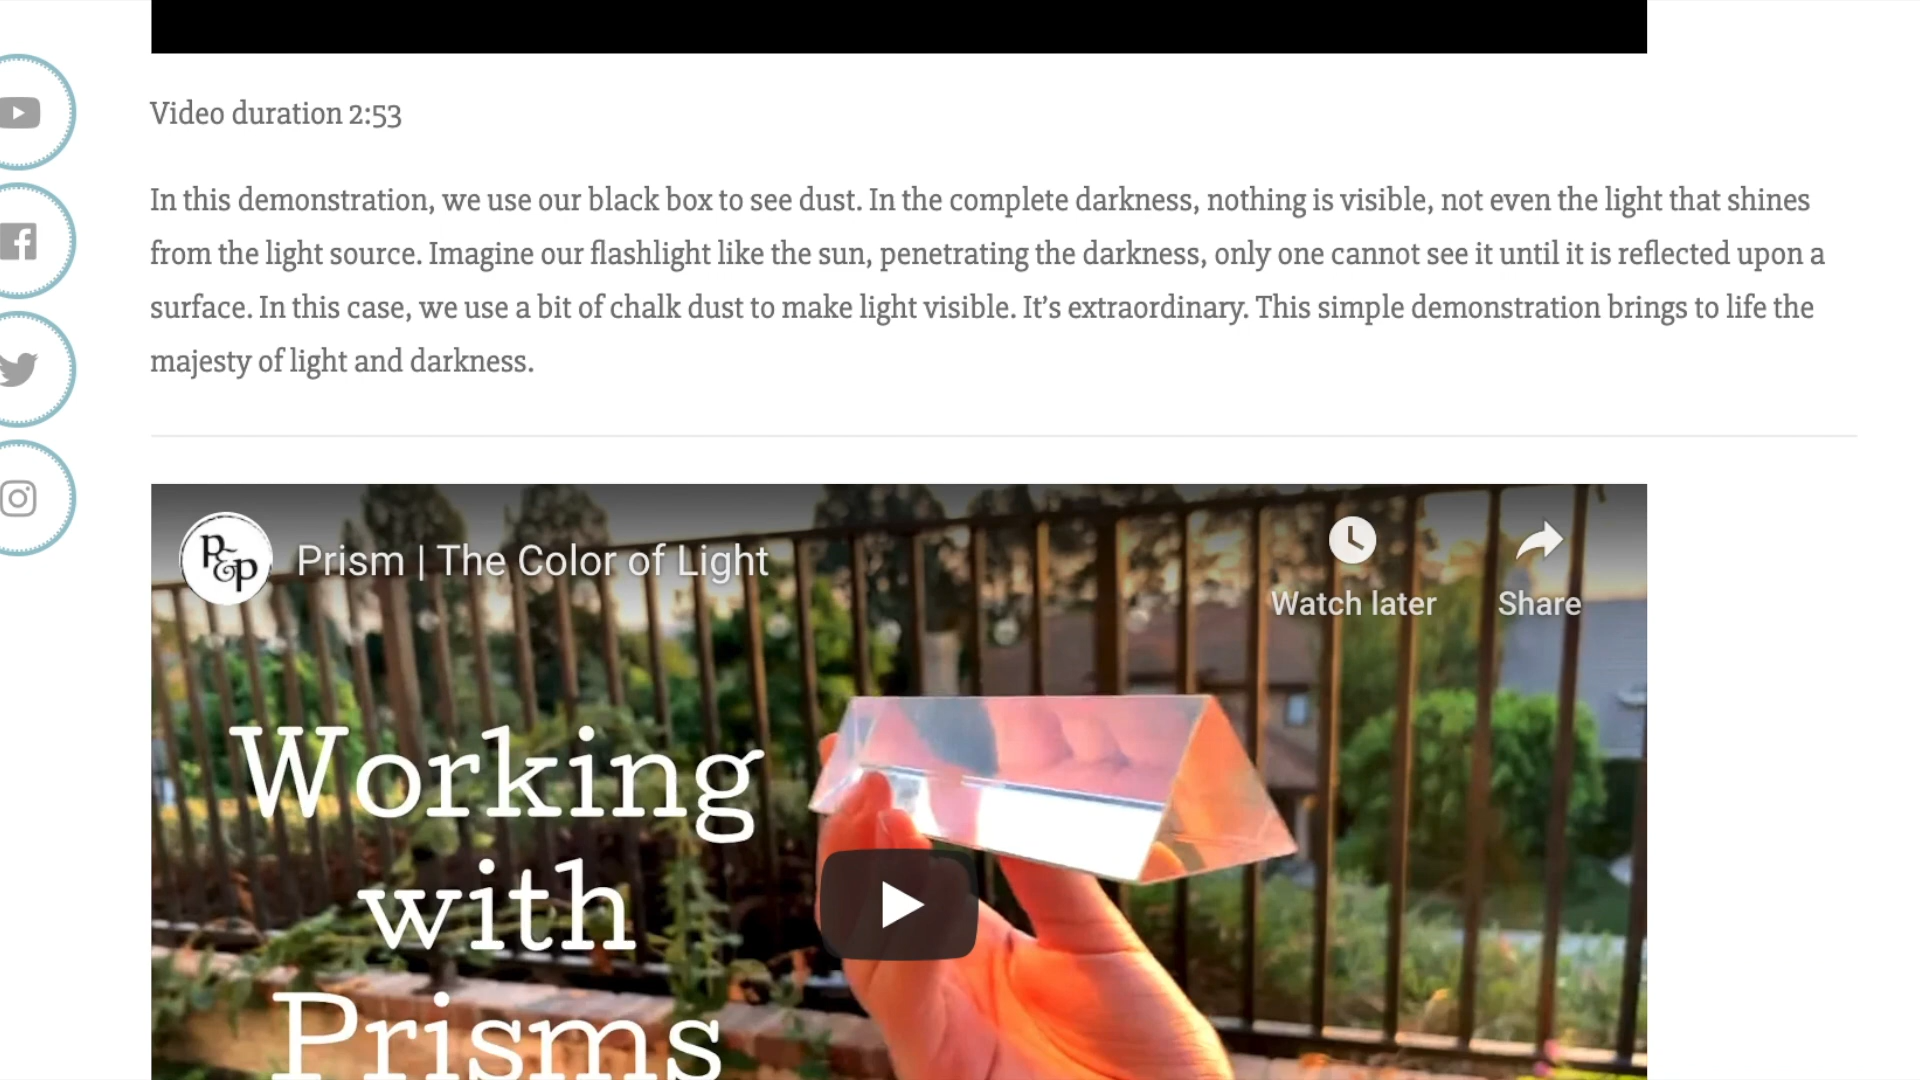 Video duration 2:53
In this demonstration, we use our black box to see dust. In the complete darkness, nothing is visible, not even the light that shines
from the light source. Imagine our flashlight like the sun, penetrating the darkness, only one cannot see it until it is reflected upon a
surface. In this case, we use a bit of chalk dust to make light visible. It’s extraordinary. This simple demonstration brings to life the
majesty of light and darkness.
R&P Prism | The Color of Light
Watch later Share
Working
with
Prisms